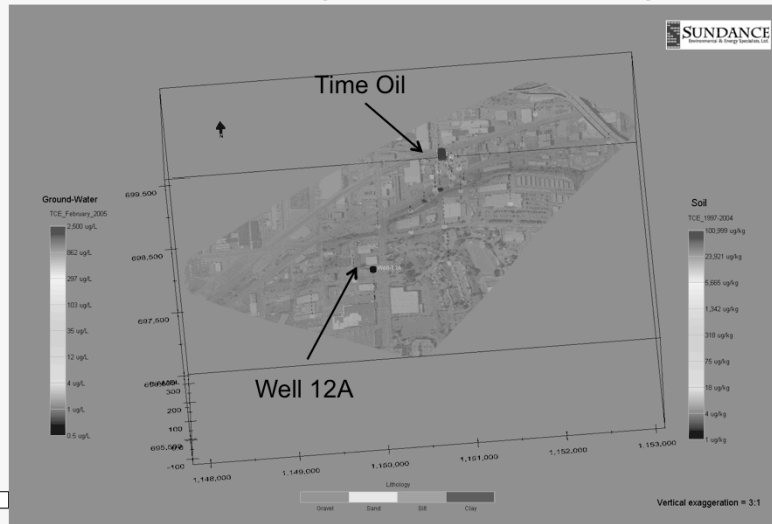 SUNDANCE
Environmental & Energy Specialists, Ltd.
Time Oil
Well 12A
Ground-Water
TCE_February_2005
2,500 ug/L
862 ug/L
297 ug/L
103 ug/L
35 ug/L
12 ug/L
4 ug/L
1 ug/L
0.5 ug/L
Soil
TCE_1997-2004
100,999 ug/kg
23,921 ug/kg
5,665 ug/kg
1,342 ug/kg
318 ug/kg
75 ug/kg
18 ug/kg
4 ug/kg
1 ug/kg
699,500
698,500
697,500
300
200
100
-100
1,148,000
1,149,000
1,150,000
1,151,000
1,152,000
1,153,000
Lithology
Gravel Sand Silt Clay
Vertical exaggeration = 3:1